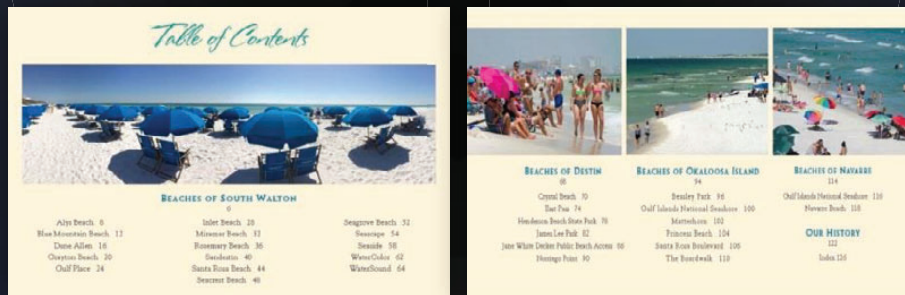 Table of Contents
BEACHES OF SOUTH WALTON
6
Alys Beach 8
Blue Mountain Beach 12
Dune Allen 16
Grayton Beach 20
Gulf Place 24
Inlet Beach 28
Miramar Beach 32
Rosemary Beach 36
Sandestin 40
Santa Rosa Beach 44
Seacrest Beach 48
Seagrove Beach 52
Seascape 54
Seaside 58
WaterColor 62
WaterSound 64
BEACHES OF DESTIN
68
Crystal Beach 70
East Pass 74
Henderson Beach State Park 78
James Lee Park 82
June White Decker Public Beach Access 88
Noriego Point 90
BEACHES OF OKALOOSA ISLAND
94
Beasley Park 96
Gulf Islands National Seashore 100
Matterhorn 102
Princess Beach 104
Santa Rosa Boulevard 106
The Boardwalk 110
BEACHES OF NAVARRE
114
Gulf Islands National Seashore 116
Navarre Beach 118
OUR HISTORY
122
Index 126